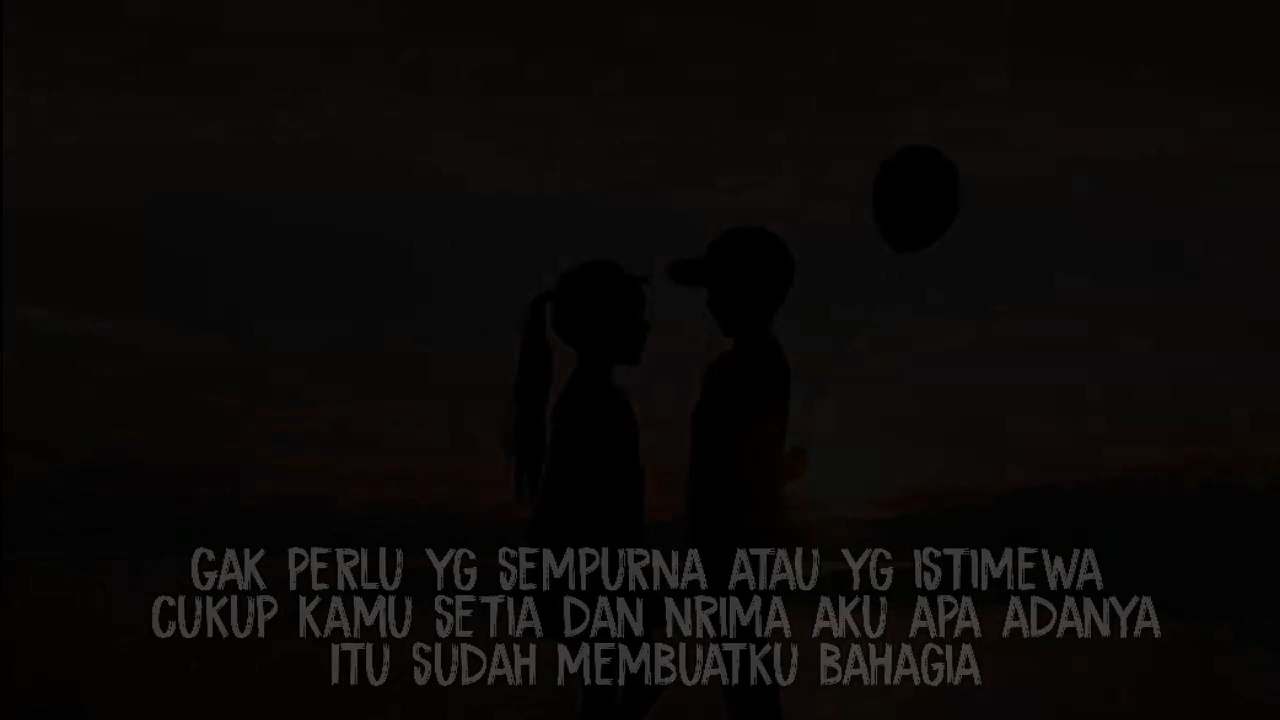 GAK PERLU YG SEMPURNA ATAU YG ISTIMEWA
CUKUP KAMU SETIA DAN NRIMA AKU APA ADANYA
ITU SUDAH MEMBUATKU BAHAGIA